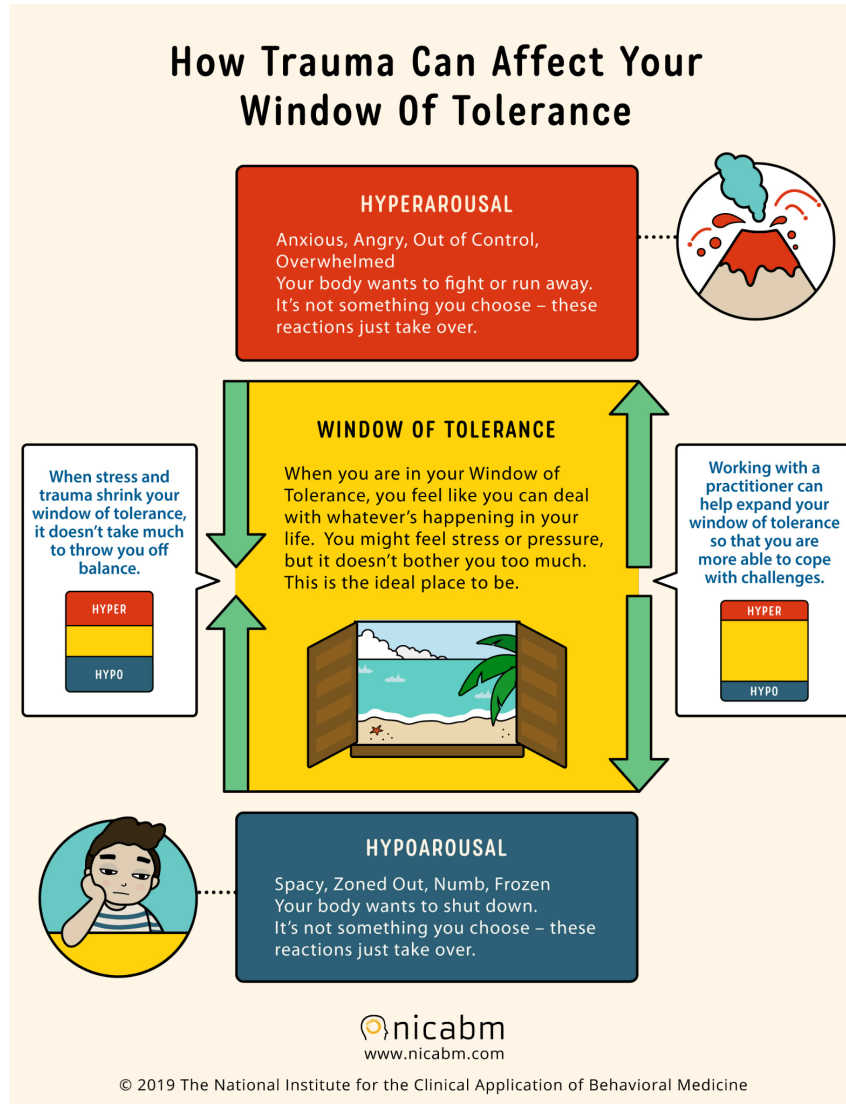 How Trauma Can Affect Your
Window Of Tolerance
HYPERAROUSAL
Anxious, Angry, Out of Control,
Overwhelmed
Your body wants to fight or run away.
It's not something you choose – these
reactions just take over.
When stress and
trauma shrink your
window of tolerance,
it doesn't take much
to throw you off
balance.
HYPER
HYPO
WINDOW OF TOLERANCE
When you are in your Window of
Tolerance, you feel like you can deal
with whatever's happening in your
life.  You might feel stress or pressure,
but it doesn't bother you too much.
This is the ideal place to be.
Working with a
practitioner can
help expand your
window of tolerance
so that you are
more able to cope
with challenges.
HYPER
HYPO
HYPOAROUSAL
Spacy, Zoned Out, Numb, Frozen
Your body wants to shut down.
It's not something you choose – these
reactions just take over.
nicabm
www.nicabm.com
© 2019 The National Institute for the Clinical Application of Behavioral Medicine